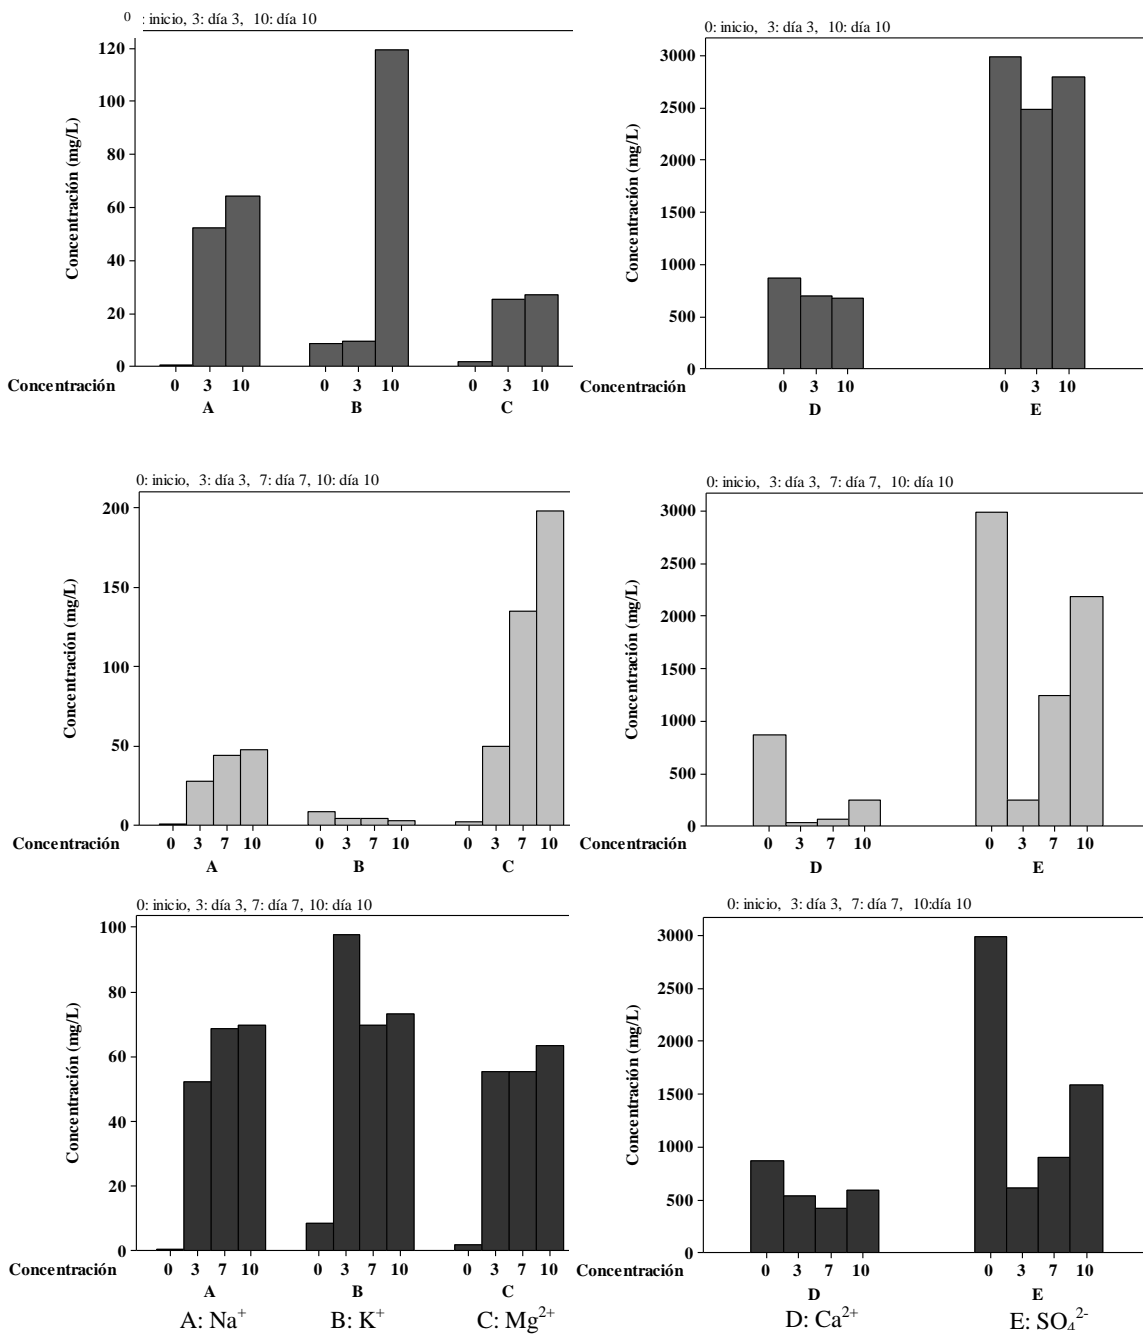 0 : inicio, 3: día 3, 10: día 10
120
100
80
60
40
20
0
Concentración (mg/L)
Concentración 0 3 10 0 3 10 0 3 10
A B C
0: inicio, 3: día 3, 10: día 10
3000
2500
2000
1500
1000
500
0
Concentración (mg/L)
Concentración 0 3 10 0 3 10
D E
0: inicio, 3: día 3, 7: día 7, 10: día 10
200
150
100
50
0
Concentración (mg/L)
Concentración 0 3 7 10 0 3 7 10 0 3 7 10
A B C
0: inicio, 3: día 3, 7: día 7, 10: día 10
3000
2500
2000
1500
1000
500
0
Concentración (mg/L)
Concentración 0 3 7 10 0 3 7 10
D E
0: inicio, 3: día 3, 7: día 7, 10: día 10
100
80
60
40
20
0
Concentración (mg/L)
Concentración 0 3 7 10 0 3 7 10 0 3 7 10
A B C
0: inicio, 3: día 3, 7: día 7, 10:día 10
3000
2500
2000
1500
1000
500
0
Concentración (mg/L)
Concentración 0 3 7 10 0 3 7 10
D E
A: Na⁺ B: K⁺ C: Mg²⁺ D: Ca²⁺ E: SO₄²⁻